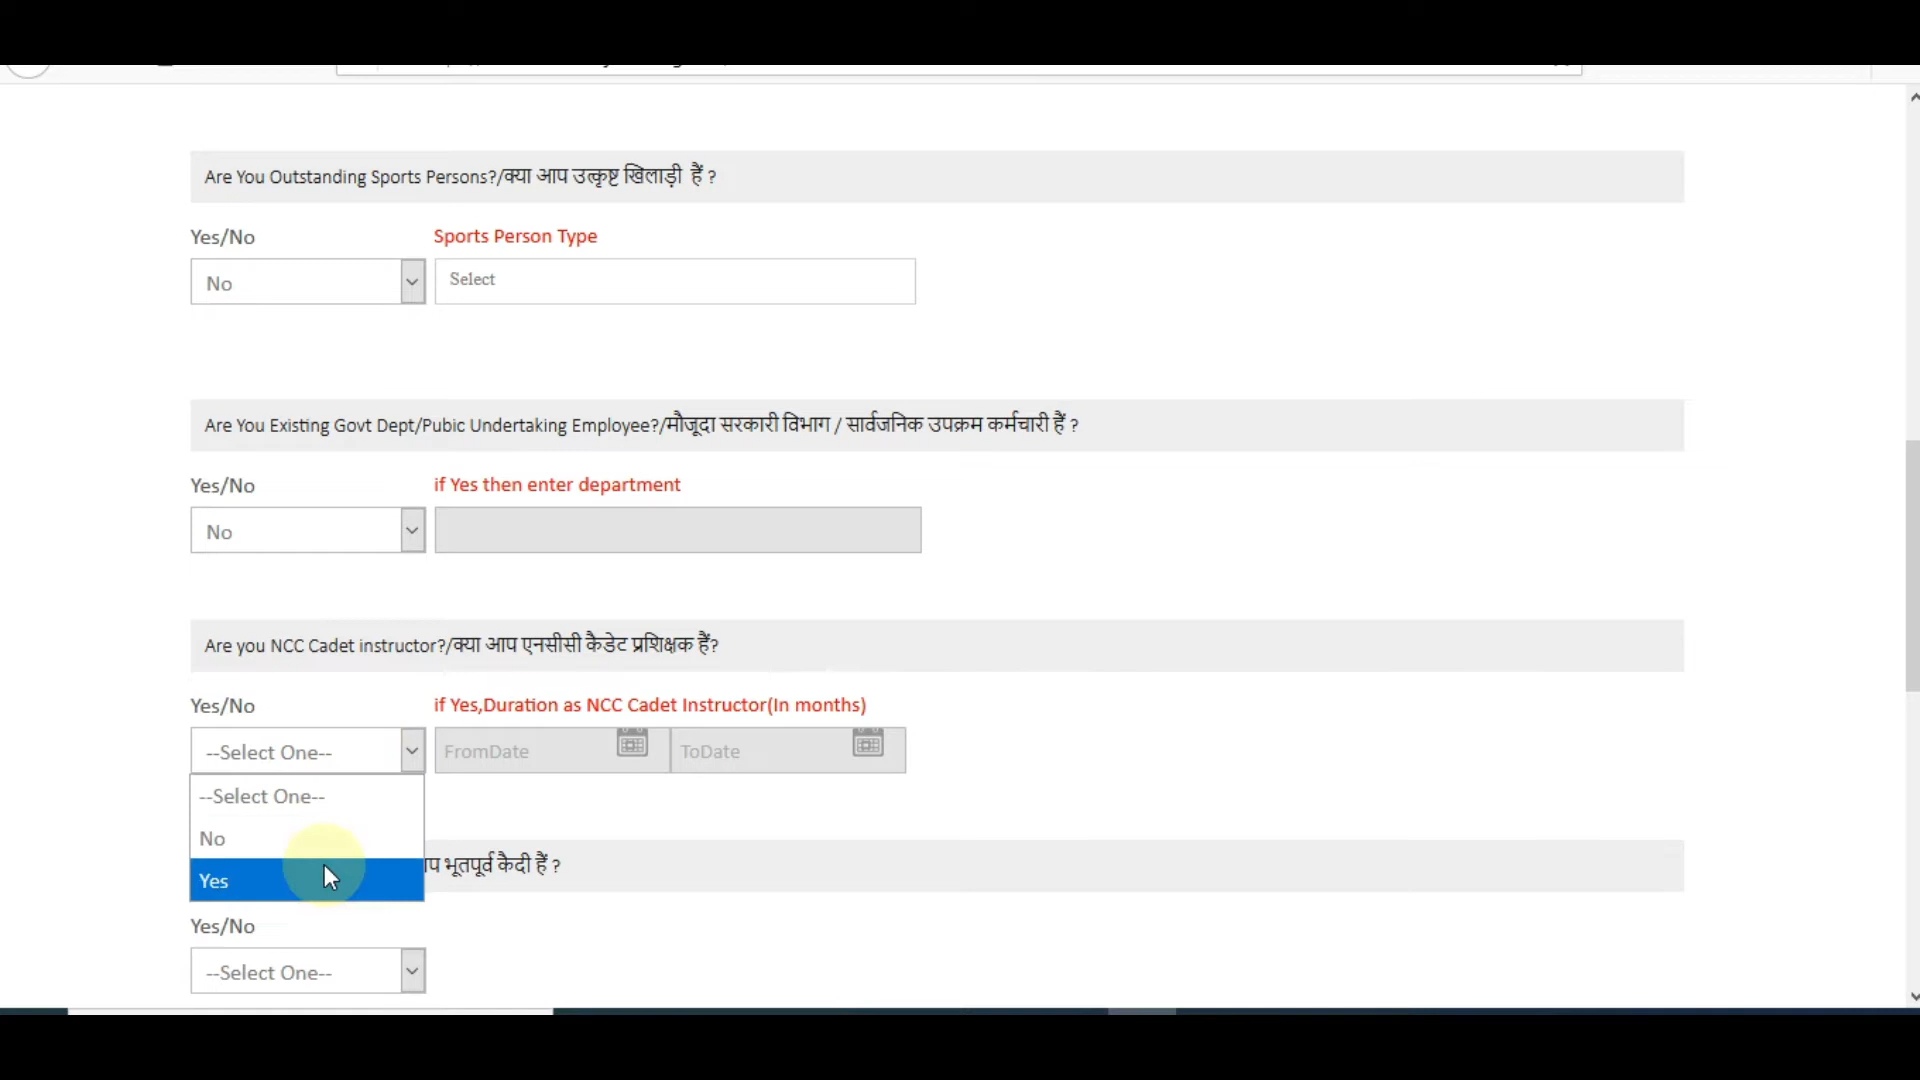 Are You Outstanding Sports Persons?/क्या आप उत्कृष्ट खिलाड़ी हैं ?
Yes/No
Sports Person Type
No
Select
Are You Existing Govt Dept/Pubic Undertaking Employee?/मौजूदा सरकारी विभाग / सार्वजनिक उपक्रम कर्मचारी हैं ?
Yes/No
if Yes then enter department
No
Are you NCC Cadet instructor?/क्या आप एनसीसी कैडेट प्रशिक्षक हैं?
Yes/No
if Yes,Duration as NCC Cadet Instructor(In months)
--Select One--
FromDate
ToDate
--Select One--
No
Yes
भूतपूर्व कैदी हैं ?
Yes/No
--Select One--